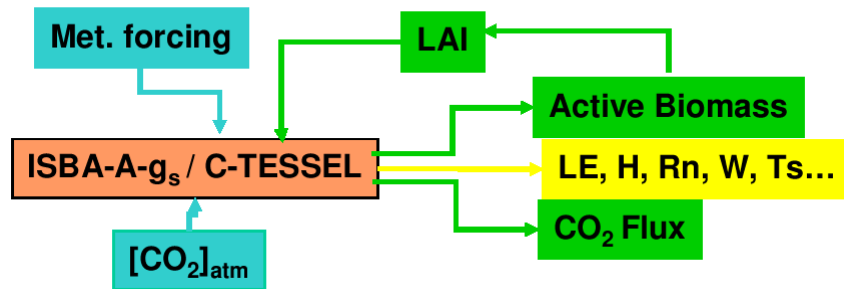 Met. forcing
LAI
Active Biomass
ISBA-A-gs / C-TESSEL
LE, H, Rn, W, Ts...
CO2 Flux
[CO2]atm